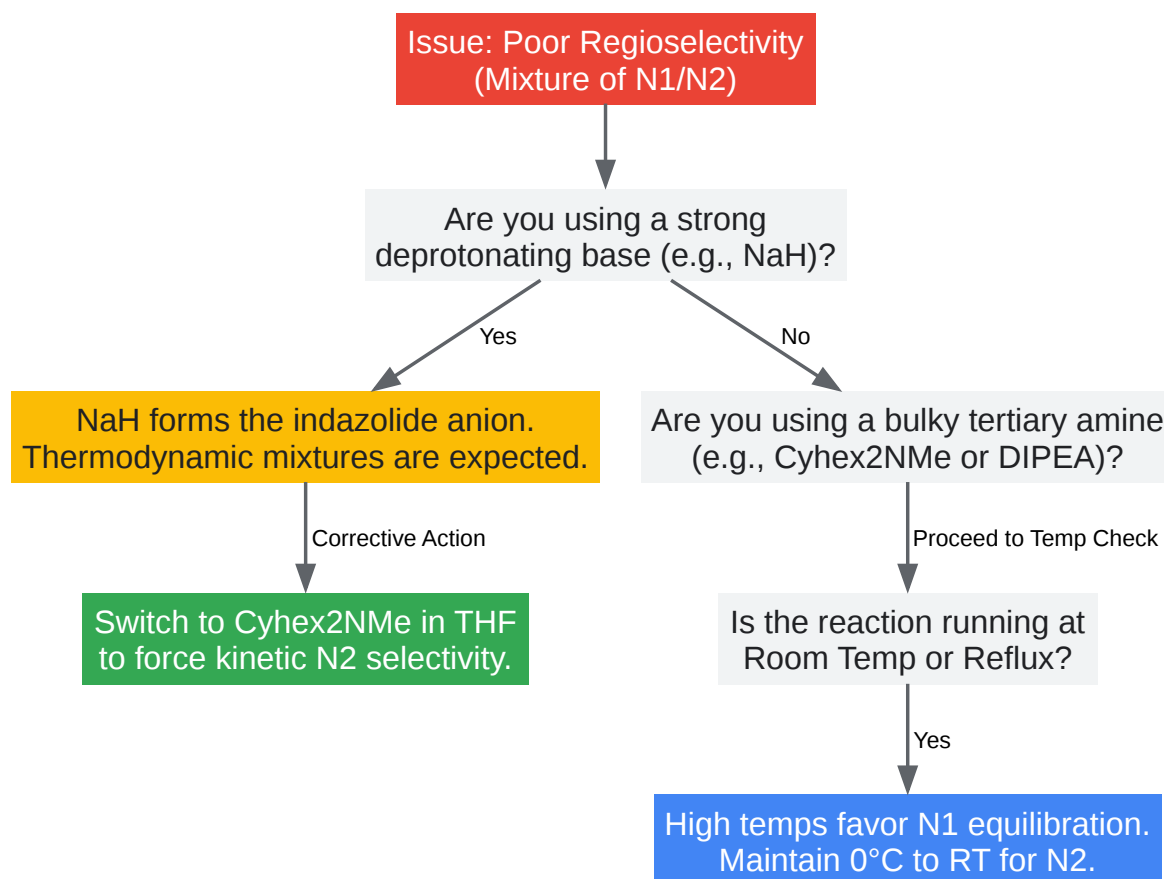 Issue: Poor Regioselectivity
(Mixture of N1/N2)
Are you using a strong
deprotonating base (e.g., NaH)?
Yes
No
NaH forms the indazolide anion.
Thermodynamic mixtures are expected.
Are you using a bulky tertiary amine
(e.g., Cyhex2NMe or DIPEA)?
Corrective Action
Proceed to Temp Check
Switch to Cyhex2NMe in THF
to force kinetic N2 selectivity.
Is the reaction running at
Room Temp or Reflux?
Yes
High temps favor N1 equilibration.
Maintain 0°C to RT for N2.